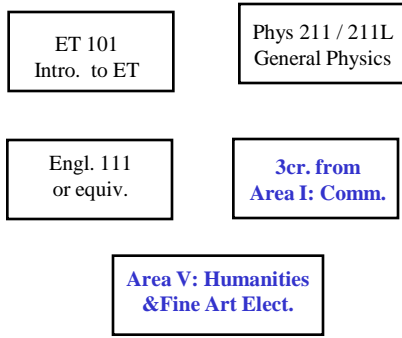 ET 101
Intro. to ET
Phys 211 / 211L
General Physics
Engl. 111
or equiv.
3cr. from
Area I: Comm.
Area V: Humanities
&Fine Art Elect.